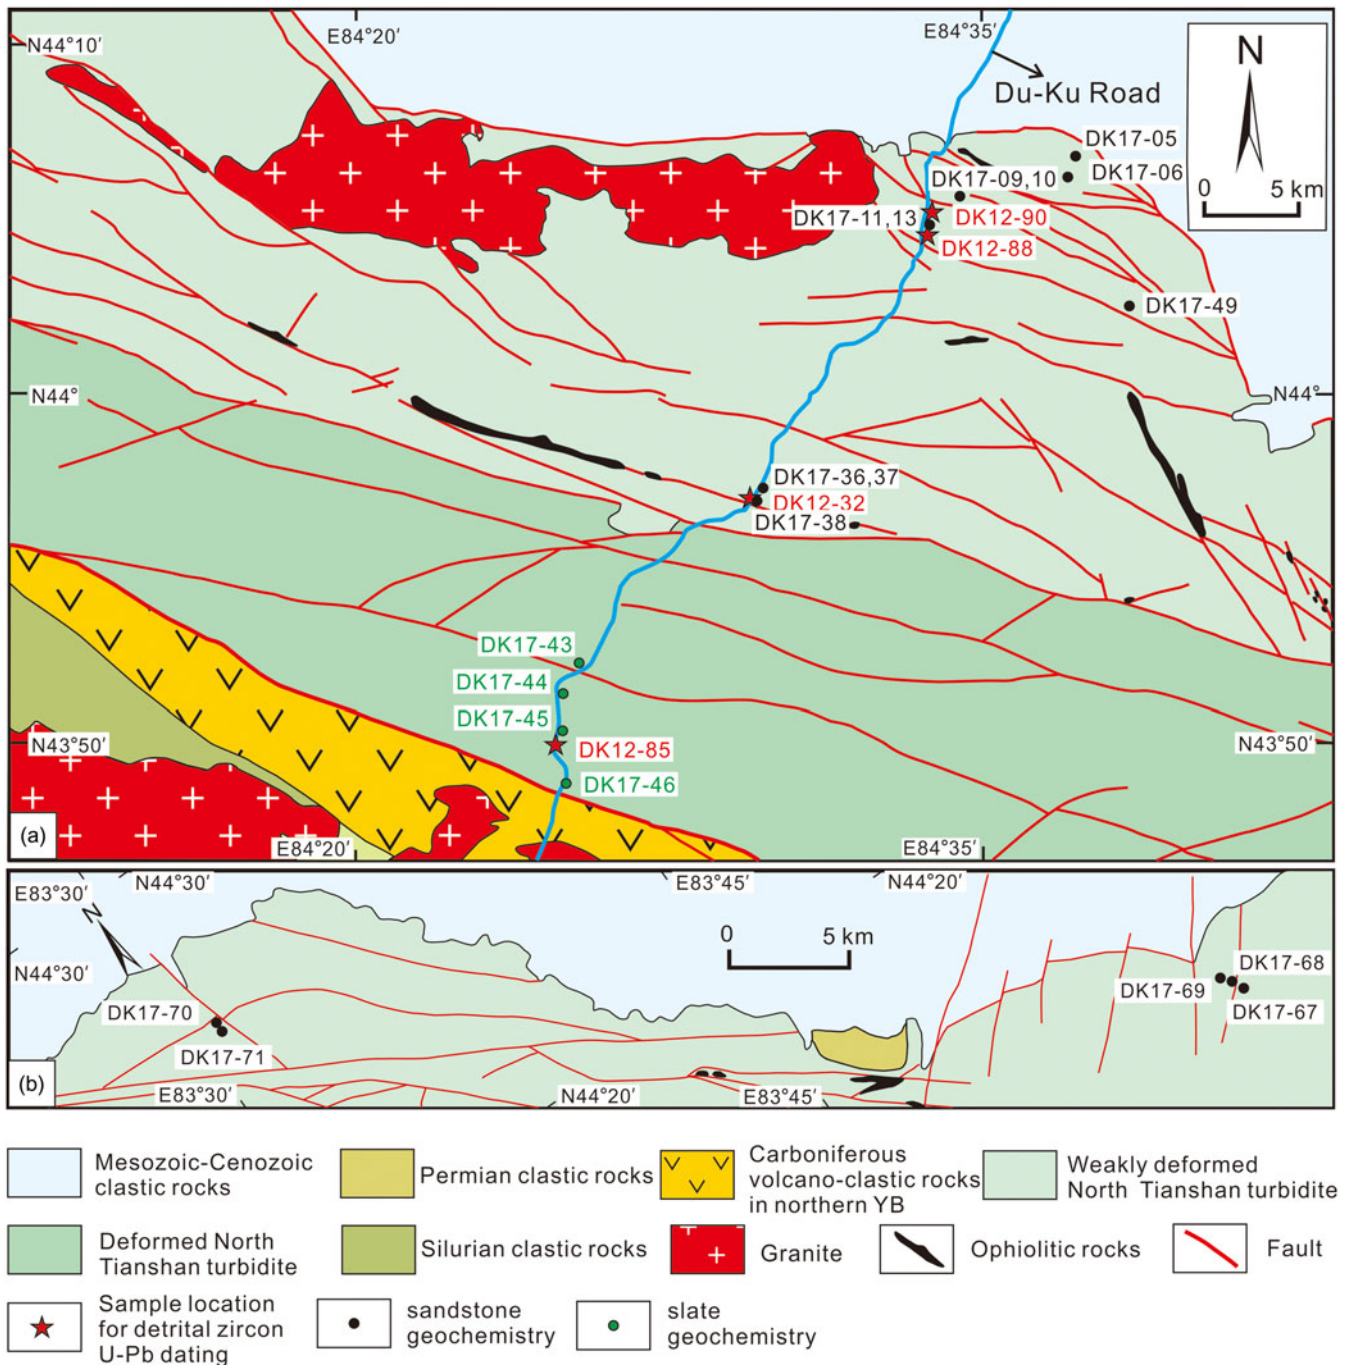 E84°20′
E84°35′
N44°10′
N
Du-Ku Road
DK17-05
DK17-06
DK17-09,10
0 5 km
DK17-11,13
DK12-90
DK12-88
DK17-49
N44°
N44°
DK17-36,37
DK12-32
DK17-38
DK17-43
DK17-44
DK17-45
N43°50′
DK12-85
N43°50′
DK17-46
(a)
E84°20′
E84°35′
E83°30′
N44°30′
E83°45′
N44°20′
N
0 5 km
N44°30′
DK17-68
DK17-69
DK17-67
DK17-70
DK17-71
(b)
E83°30′
N44°20′
E83°45′
Mesozoic-Cenozoic
clastic rocks
Permian clastic rocks
Carboniferous
volcano-clastic rocks
in northern YB
Weakly deformed
North Tianshan turbidite
Deformed North
Tianshan turbidite
Silurian clastic rocks
Granite
Ophiolitic rocks
Fault
Sample location
for detrital zircon
U-Pb dating
sandstone
geochemistry
slate
geochemistry